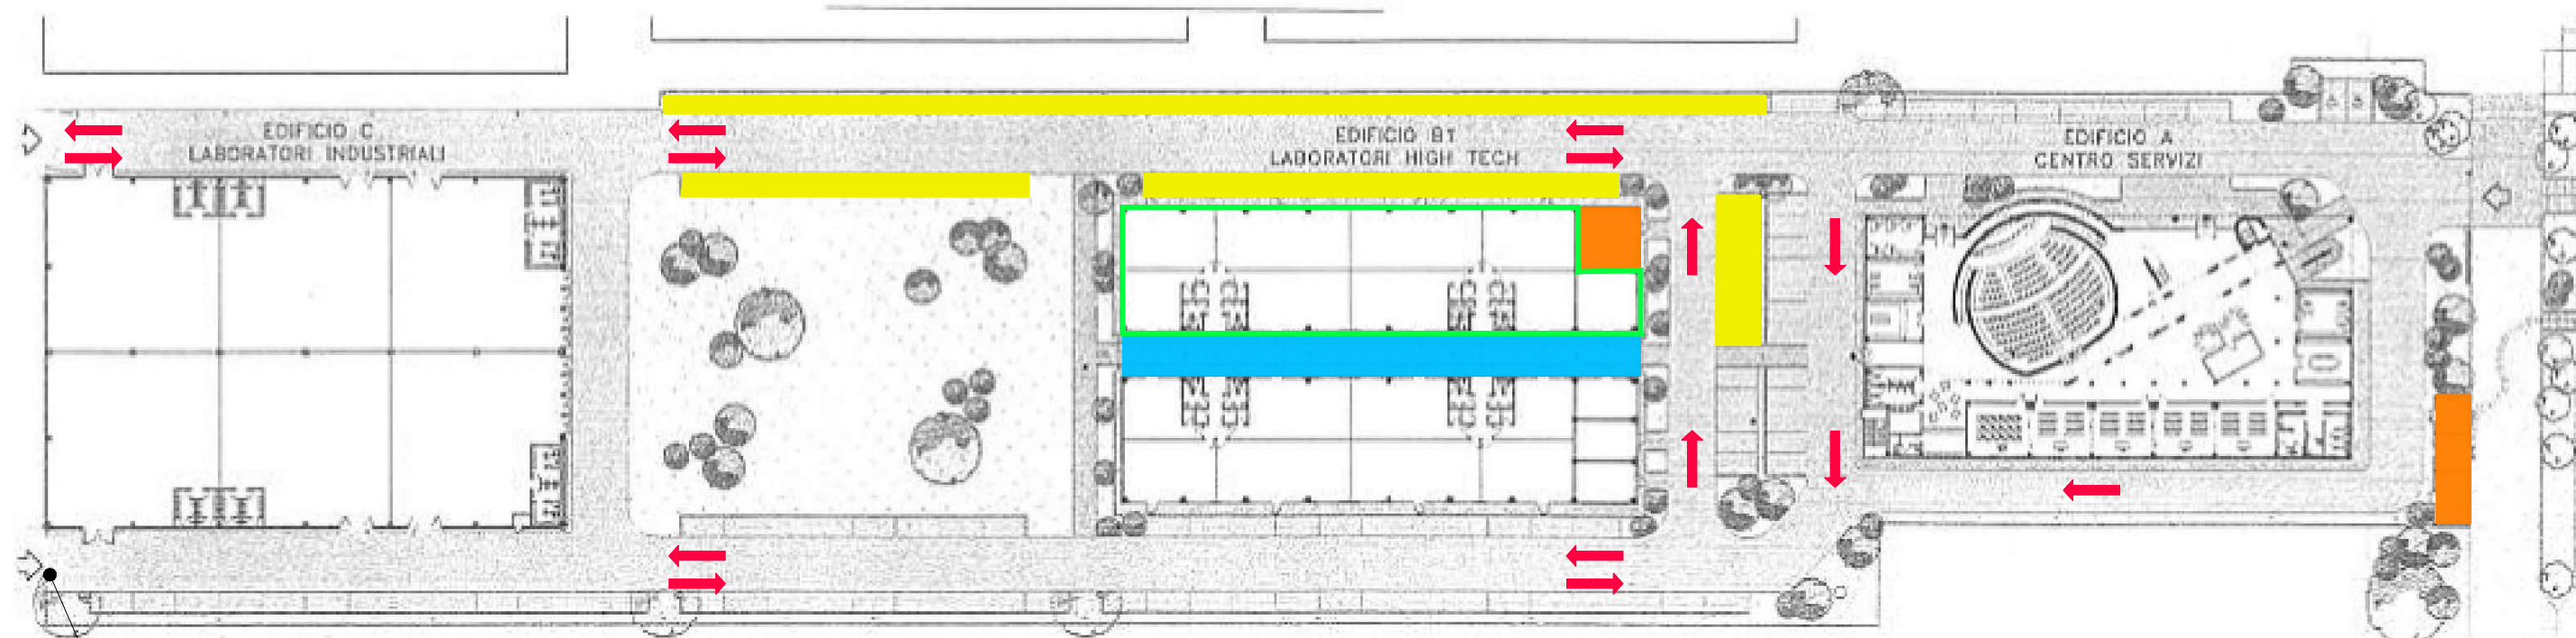 EDIFICIO C
LABORATORI INDUSTRIALI
EDIFICIO B1
LABORATORI HIGH TECH
EDIFICIO A
CENTRO SERVIZI